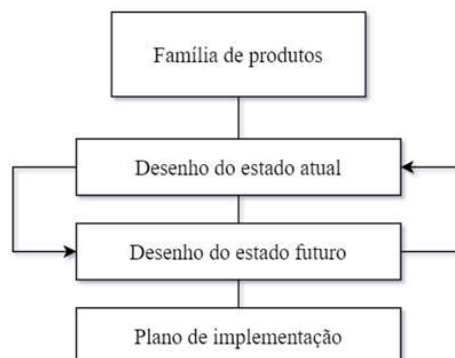 Família de produtos
Desenho do estado atual
Desenho do estado futuro
Plano de implementação